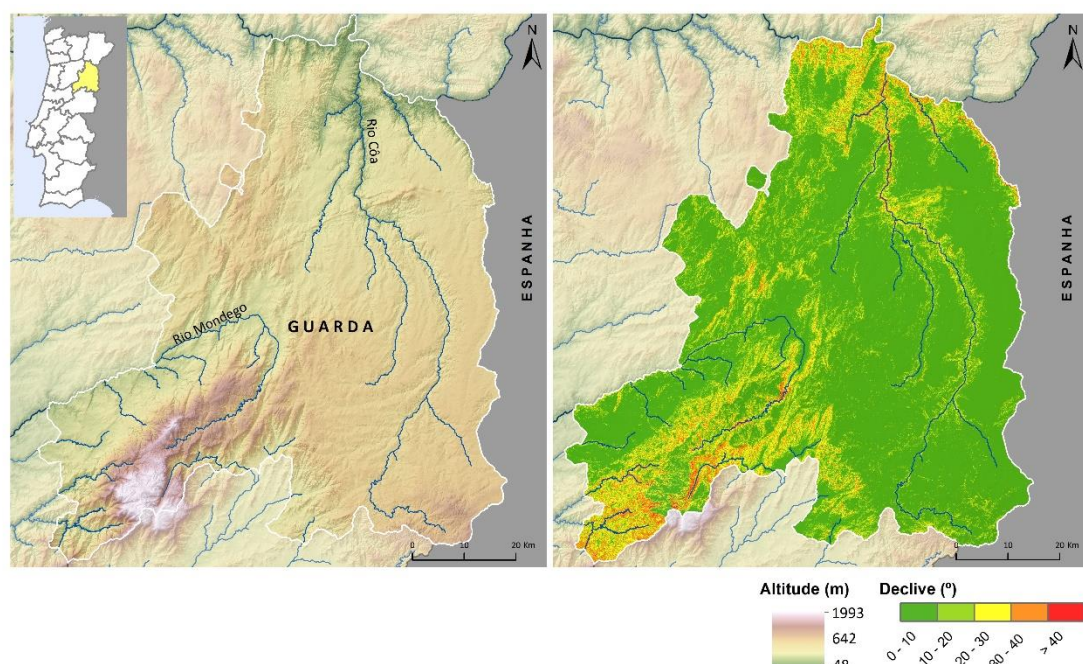 N
Rio Côa
ESPANHA
Rio Mondego
GUARDA
0 10 20 Km
N
ESPANHA
0 10 20 Km
Altitude (m)
1993
642
48
Declive (º)
0 - 10
10 - 20
20 - 30
30 - 40
> 40